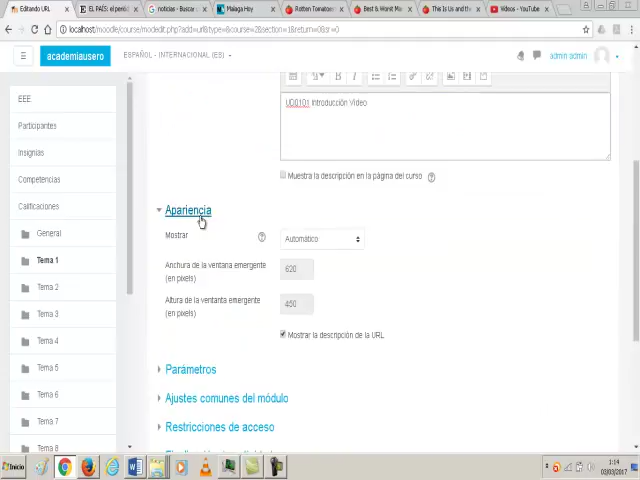 Editando URL
EL PAÍS: el periód
noticias - Buscar
Malaga Hoy
Rotten Tomatoes
Best & Worst Mo
This Is Us and the
Videos - YouTube
localhost/moodle/course/modedit.php?add=url&type=&course=2&section=1&return=0&sr=0
academiausero
ESPAÑOL - INTERNACIONAL (ES)
admin admin
EEE
Participantes
Insignias
Competencias
Calificaciones
General
Tema 1
Tema 2
Tema 3
Tema 4
Tema 5
Tema 6
Tema 7
Tema 8
UD0101 Introducción Vídeo
Muestra la descripción en la página del curso
Apariencia
Mostrar
Automático
Anchura de la ventana emergente
(en pixels)
620
Altura de la ventanta emergente
(en pixels)
450
Mostrar la descripción de la URL
Parámetros
Ajustes comunes del módulo
Restricciones de acceso
Inicio
1:14
03/03/2017